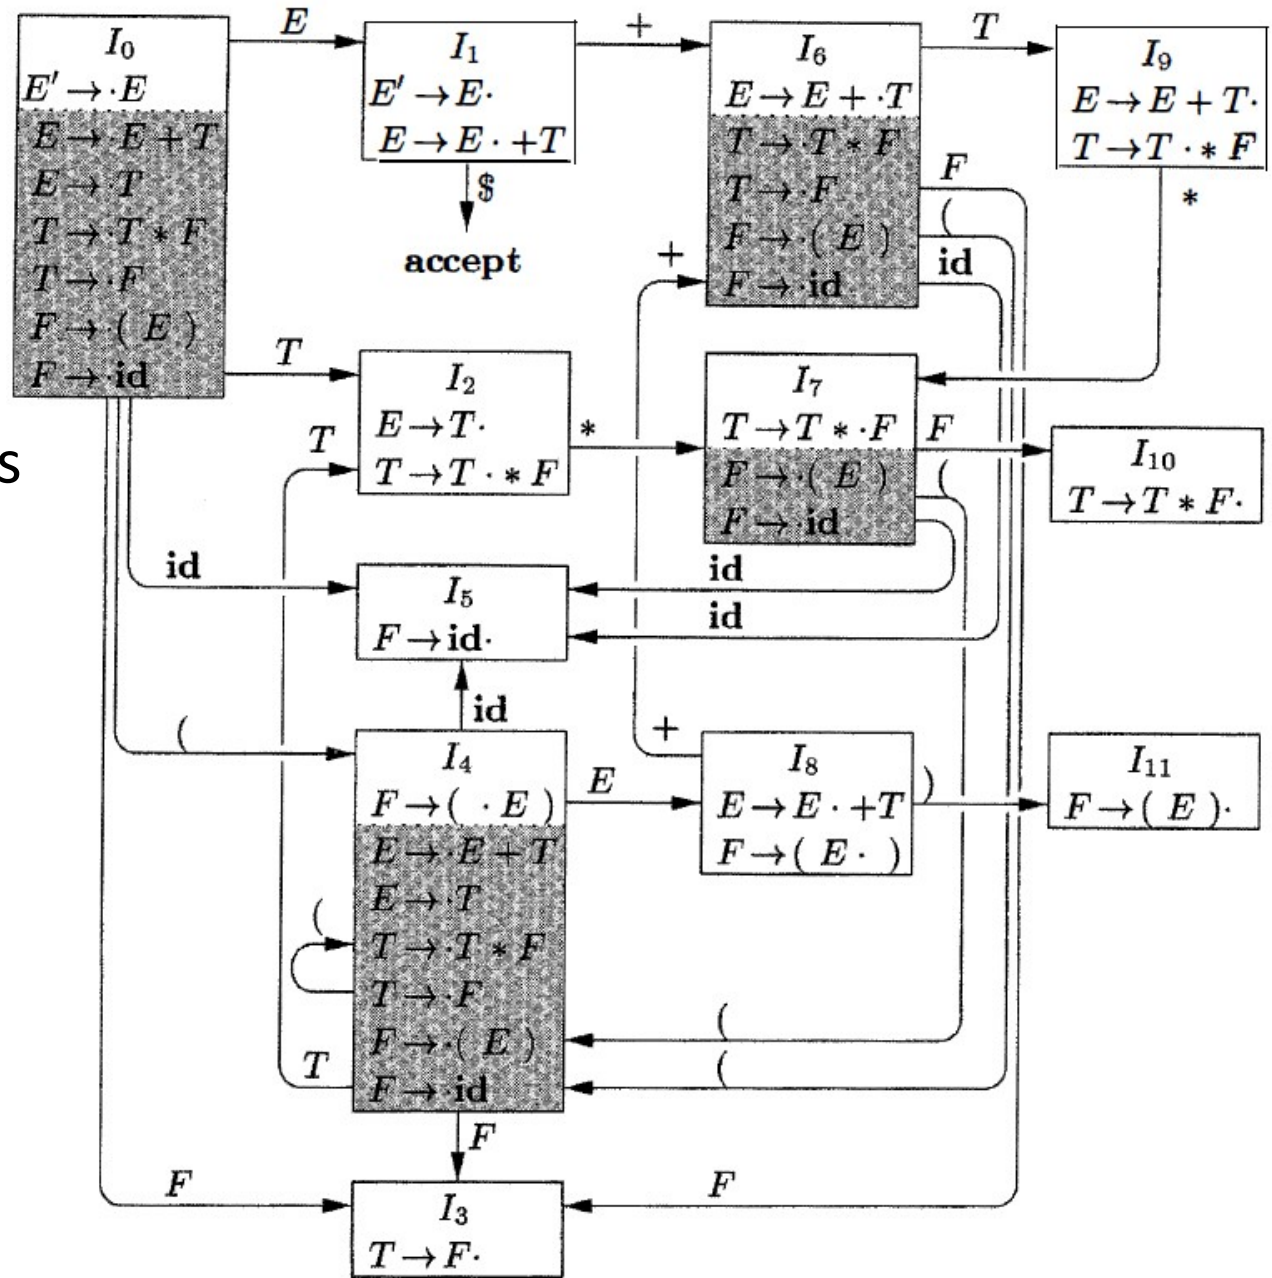 I₀
E′ → ·E
E → ·E + T
E → ·T
T → ·T * F
T → ·F
F → ·( E )
F → ·id
E
I₁
E′ → E·
E → E · +T
$
accept
+
I₆
E → E + ·T
T → ·T * F
T → ·F
F → ·( E )
F → ·id
T
I₉
E → E + T·
T → T · * F
*
F
(
id
+
T
I₂
E → T·
T → T · * F
*
I₇
T → T * ·F
F → ·( E )
F → ·id
F
(
I₁₀
T → T * F·
T
s
id
I₅
F → id·
id
id
id
(
I₄
F → ( · E )
E → ·E + T
E → ·T
T → ·T * F
T → ·F
F → ·( E )
F → ·id
E
+
I₈
E → E · +T
F → ( E · )
)
I₁₁
F → ( E )·
(
(
(
T
F
F
I₃
T → F·
F